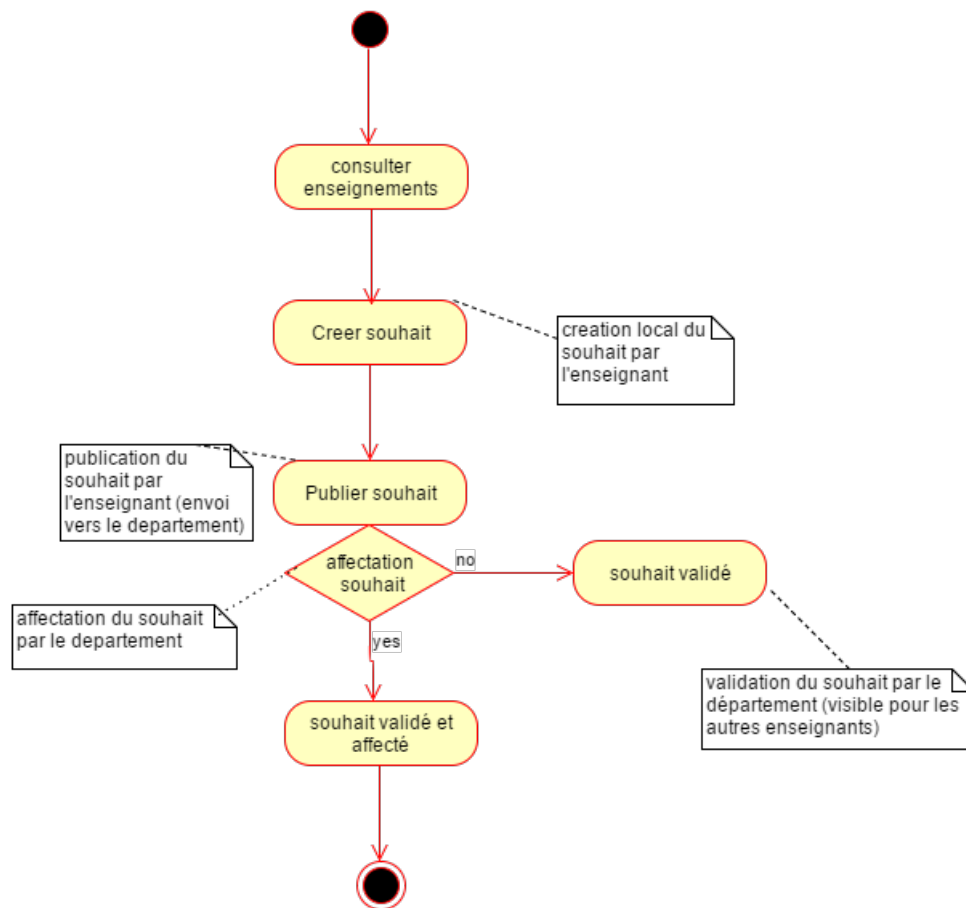 consulter
enseignements
Creer souhait
creation local du
souhait par
l'enseignant
publication du
souhait par
l'enseignant (envoi
vers le departement)
Publier souhait
affectation
souhait
no
souhait validé
affectation du souhait
par le departement
yes
validation du souhait par le
département (visible pour les
autres enseignants)
souhait validé et
affecté